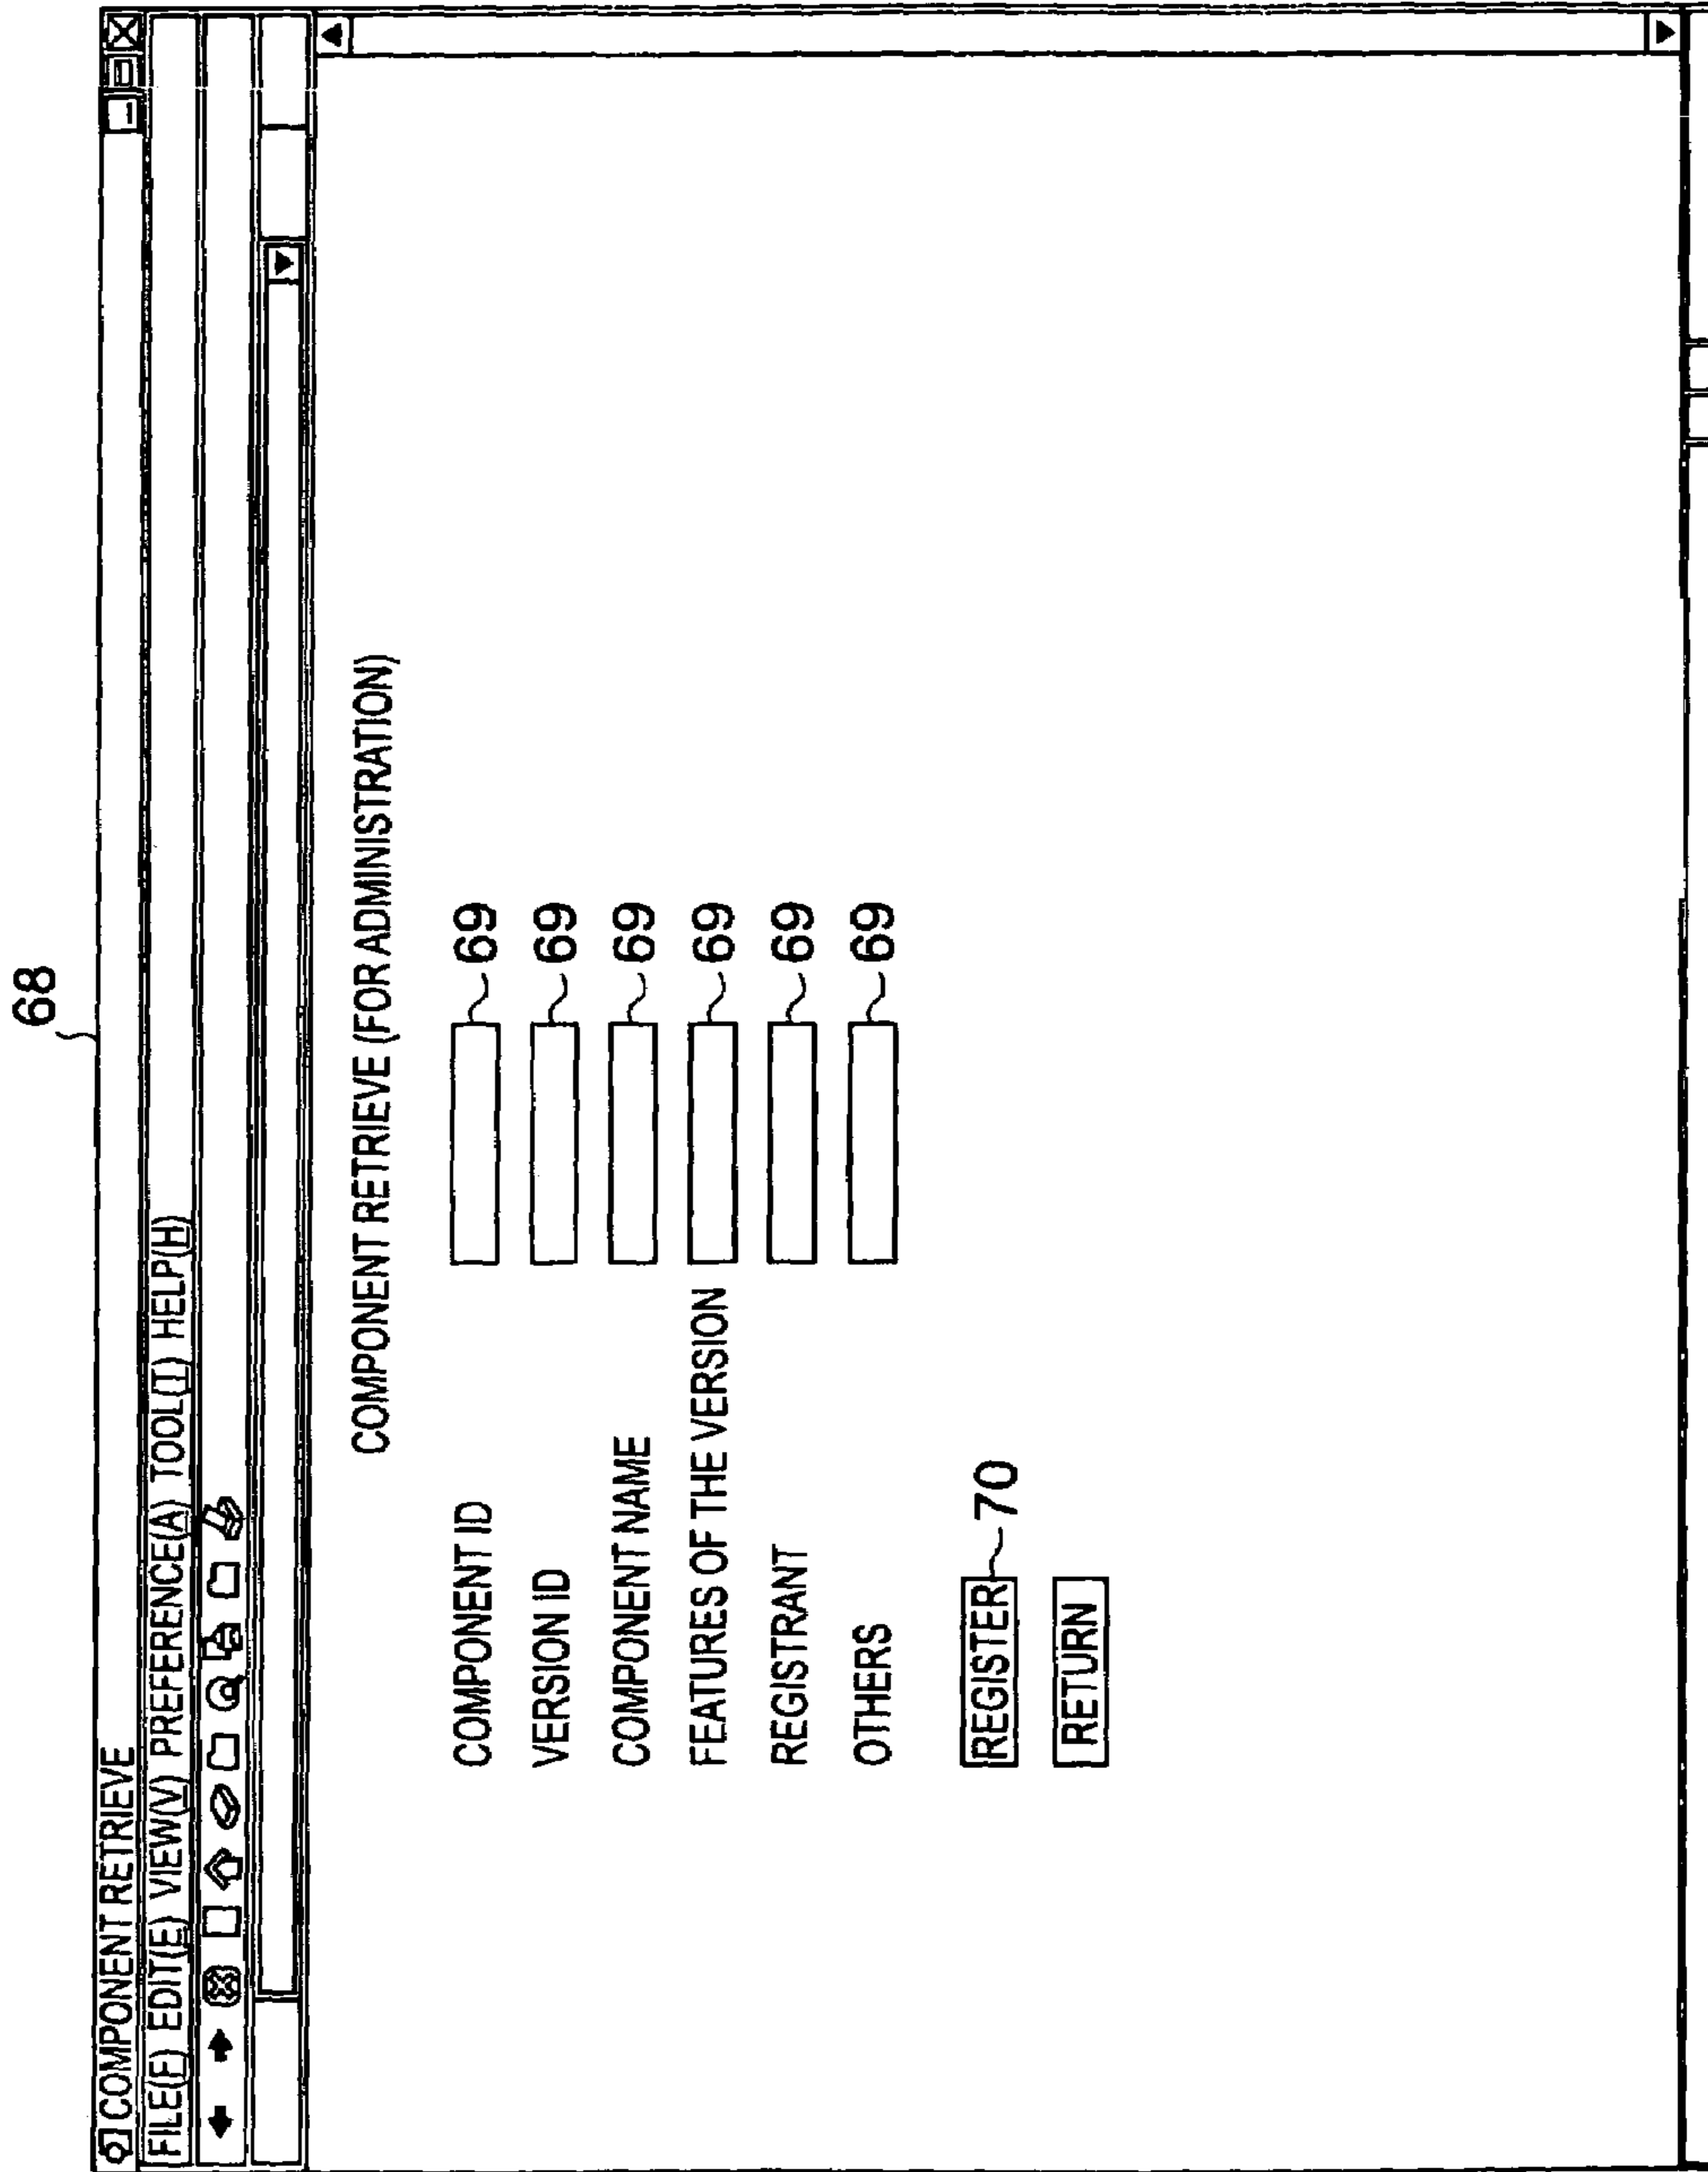 68
COMPONENT RETRIEVE
FILE(F) EDIT(E) VIEW(V) PREFERENCE(A) TOOL(T) HELP(H)
COMPONENT RETRIEVE (FOR ADMINISTRATION)
COMPONENT ID 69
VERSION ID 69
COMPONENT NAME 69
FEATURES OF THE VERSION 69
REGISTRANT 69
OTHERS 69
REGISTER 70
RETURN